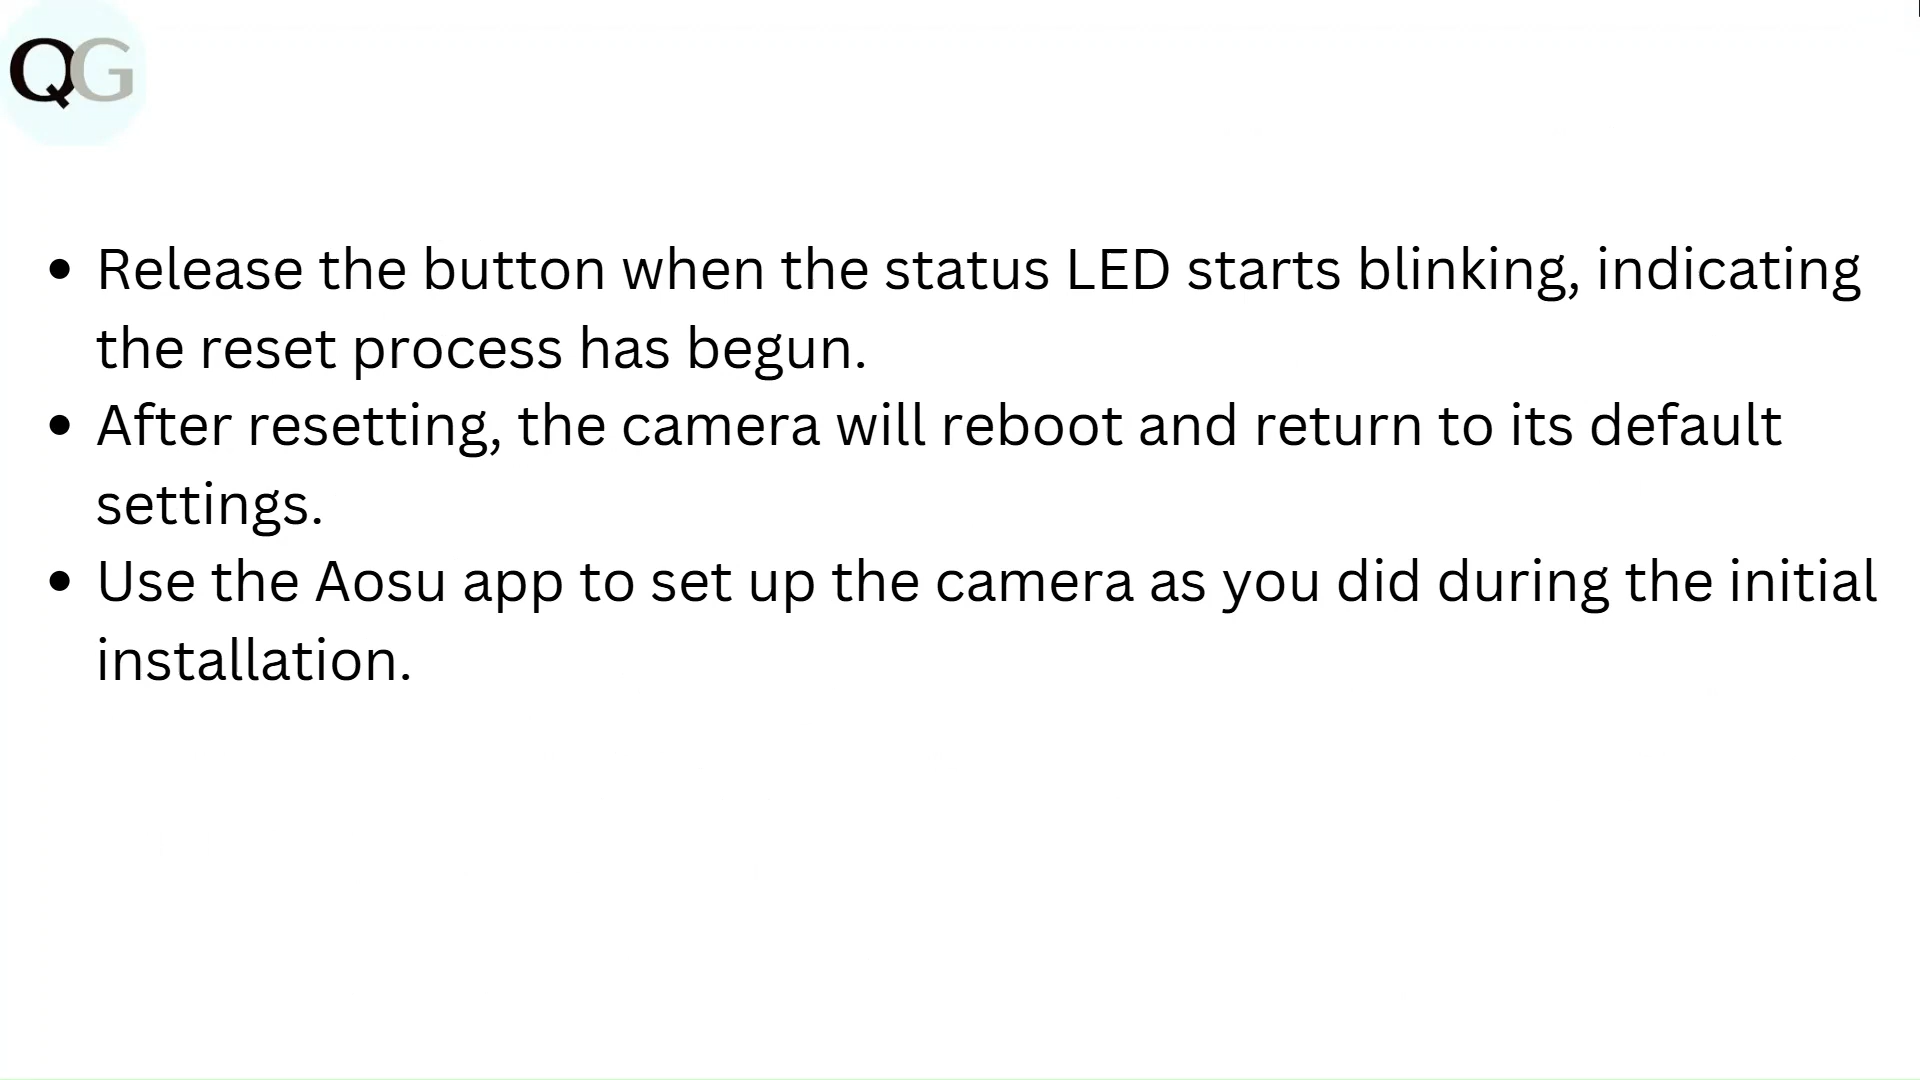 QG
• Release the button when the status LED starts blinking, indicating
the reset process has begun.
• After resetting, the camera will reboot and return to its default
settings.
• Use the Aosu app to set up the camera as you did during the initial
installation.